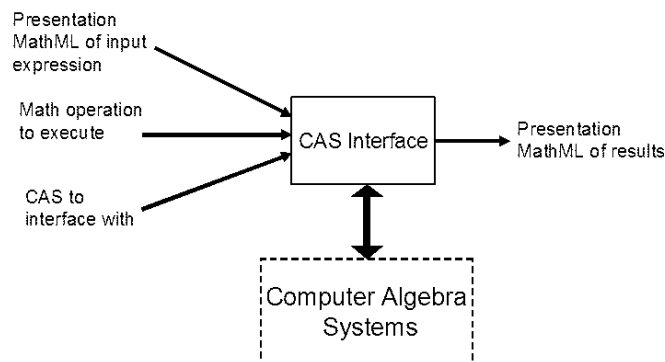 Presentation
MathML of input
expression
Math operation
to execute
CAS to
interface with
CAS Interface
Presentation
MathML of results
Computer Algebra
Systems